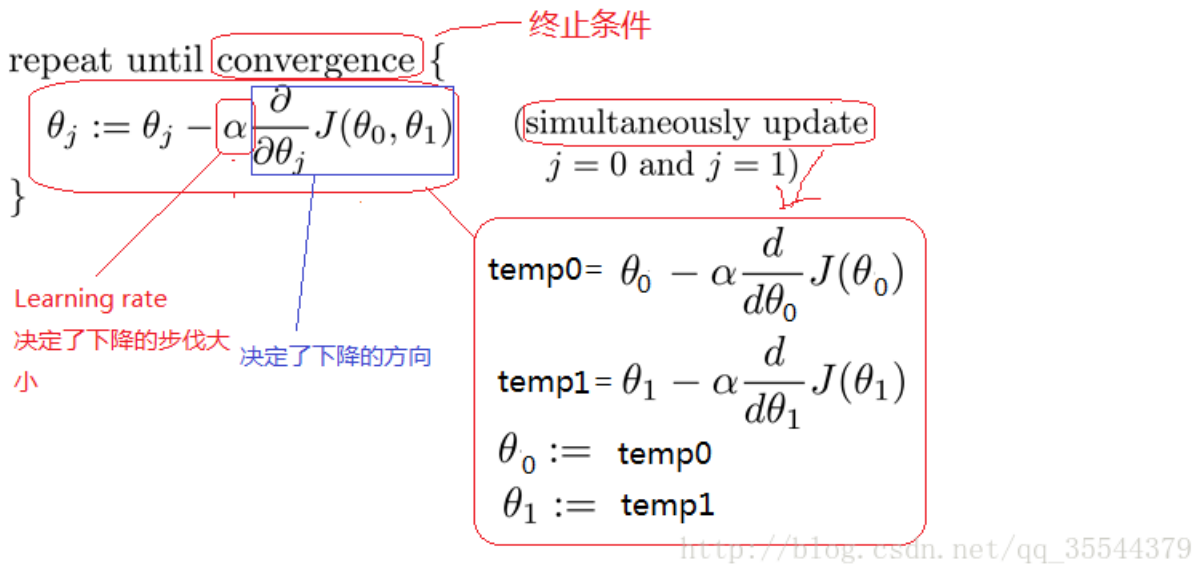 终止条件
repeat until convergence {
θ_j := θ_j − α ∂/∂θ_j J(θ_0, θ_1)
(simultaneously update
j = 0 and j = 1)
}
Learning rate
决定了下降的步伐大
小
决定了下降的方向
temp0= θ_0 − α d/dθ_0 J(θ_0)
temp1= θ_1 − α d/dθ_1 J(θ_1)
θ_0 := temp0
θ_1 := temp1
http://blog.csdn.net/qq_35544379